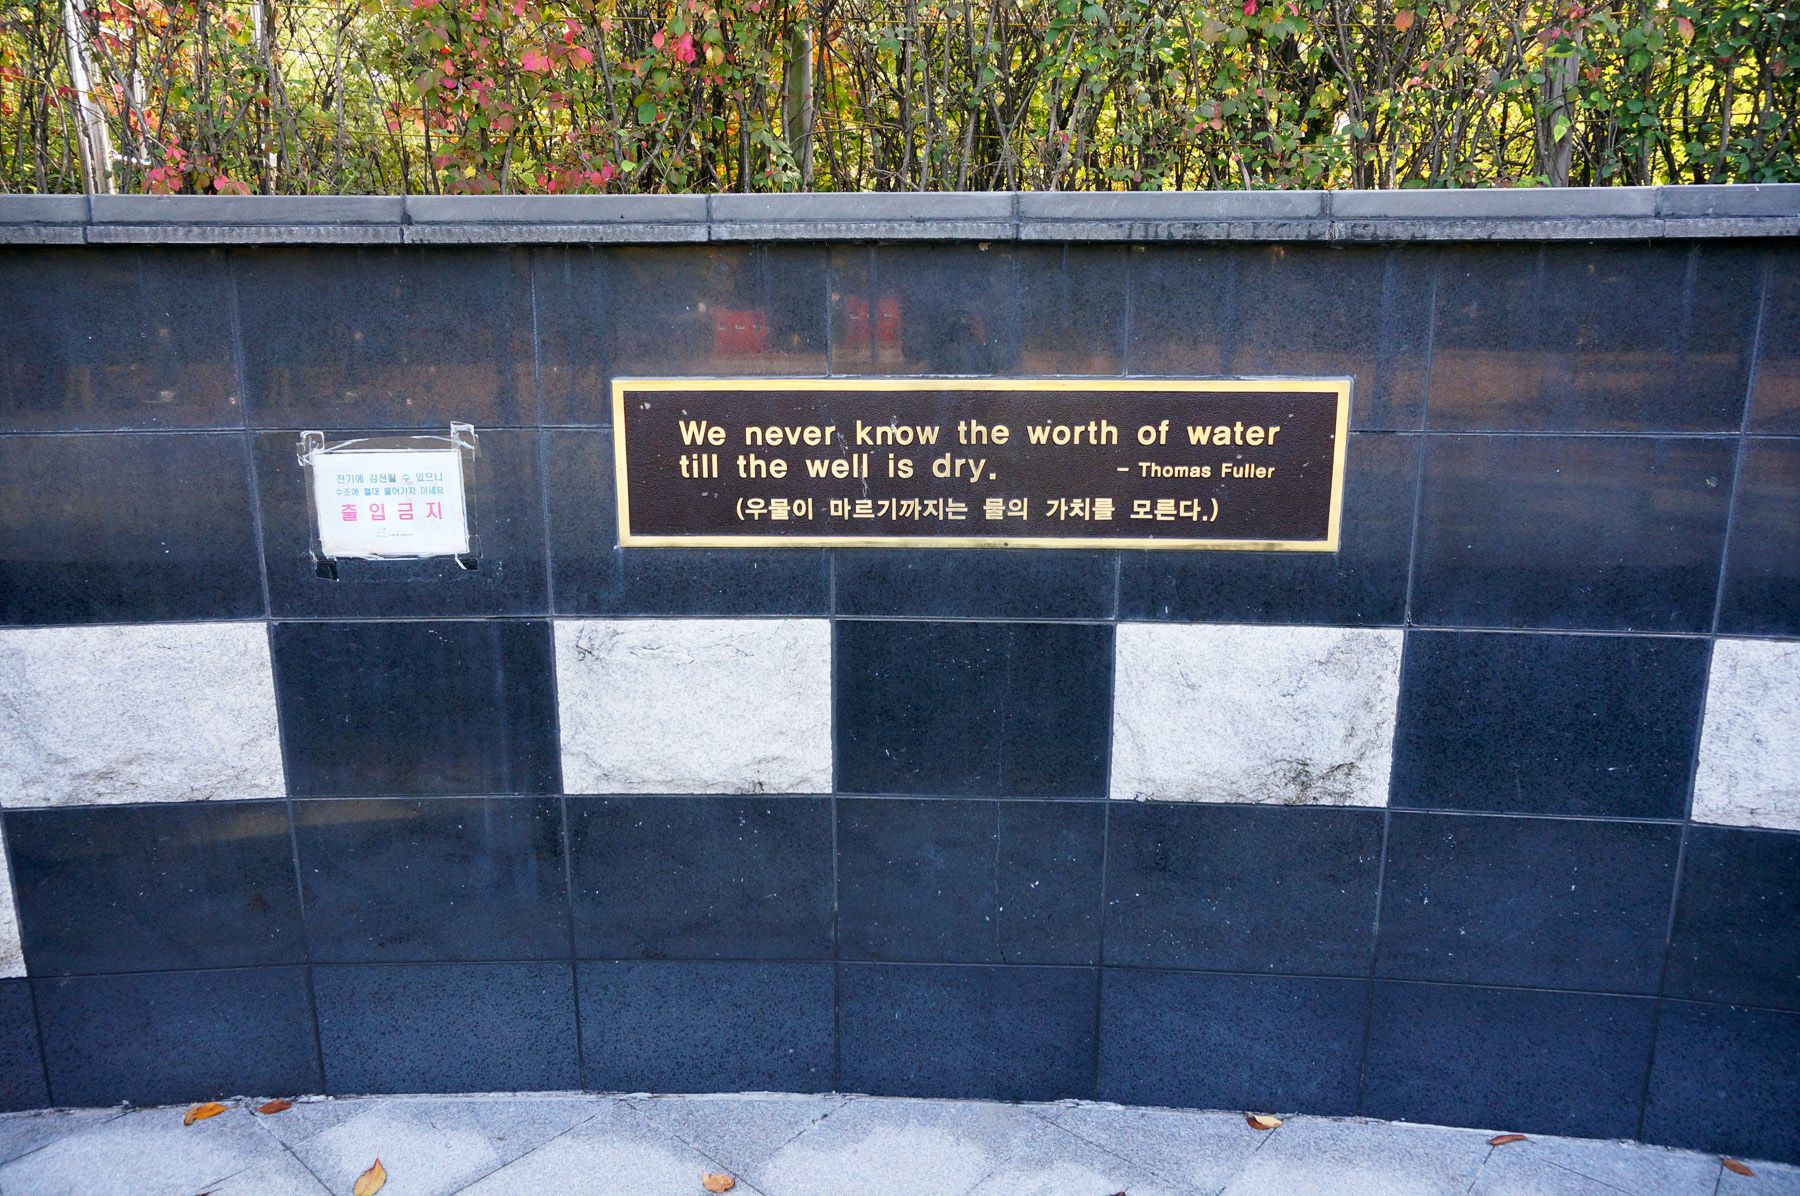 전기에 감전될 수 있으니
수조에 절대 들어가지 마세요
출입금지
We never know the worth of water
till the well is dry. – Thomas Fuller
(우물이 마르기까지는 물의 가치를 모른다.)